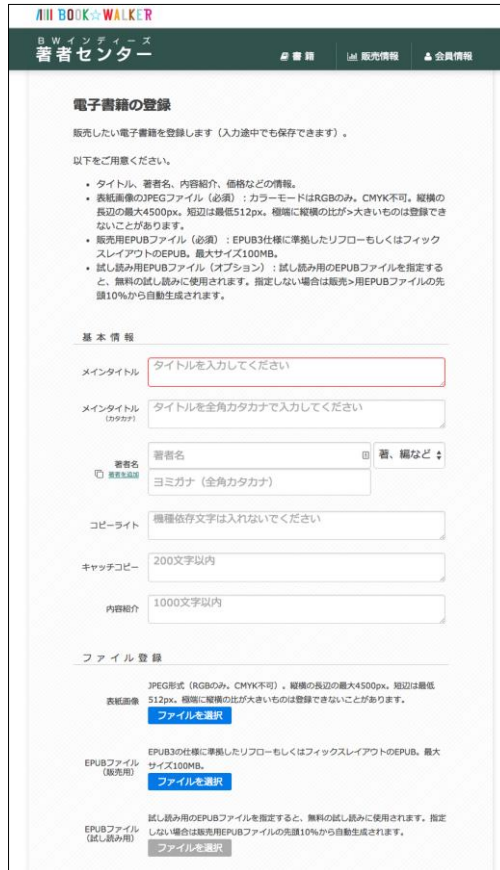 BOOK☆WALKER
BWインディーズ
著者センター
書籍
販売情報
会員情報
電子書籍の登録
販売したい電子書籍を登録します（入力途中でも保存できます）。
以下をご用意ください。
• タイトル、著者名、内容紹介、価格などの情報。
• 表紙画像のJPEGファイル（必須）：カラーモードはRGBのみ。CMYK不可。縦横の
長辺の最大4500px。短辺は最低512px。極端に縦横の比が>大きいものは登録でき
ないことがあります。
• 販売用EPUBファイル（必須）：EPUB3仕様に準拠したリフローもしくはフィック
スレイアウトのEPUB。最大サイズ100MB。
• 試し読み用EPUBファイル（オプション）：試し読み用のEPUBファイルを指定する
と、無料の試し読みに使用されます。指定しない場合は販売>用EPUBファイルの先
頭10%から自動生成されます。
基本情報
メインタイトル
タイトルを入力してください
メインタイトル
(カタカナ)
タイトルを全角カタカナで入力してください
著者名
著者を追加
著者名
著、編など
ヨミガナ（全角カタカナ）
コピーライト
機種依存文字は入れないでください
キャッチコピー
200文字以内
内容紹介
1000文字以内
ファイル登録
表紙画像
JPEG形式（RGBのみ。CMYK不可）。縦横の長辺の最大4500px。短辺は最低
512px。極端に縦横の比が大きいものは登録できないことがあります。
ファイルを選択
EPUBファイル
(販売用)
EPUB3の仕様に準拠したリフローもしくはフィックスレイアウトのEPUB。最大
サイズ100MB。
ファイルを選択
EPUBファイル
(試し読み用)
試し読み用のEPUBファイルを指定すると、無料の試し読みに使用されます。指定
しない場合は販売用EPUBファイルの先頭10%から自動生成されます。
ファイルを選択